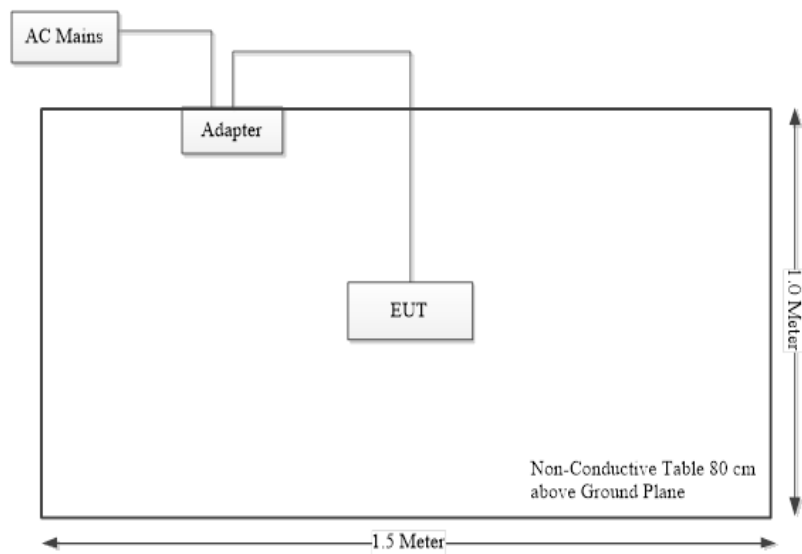 AC Mains
Adapter
EUT
1.0 Meter
Non-Conductive Table 80 cm
above Ground Plane
1.5 Meter